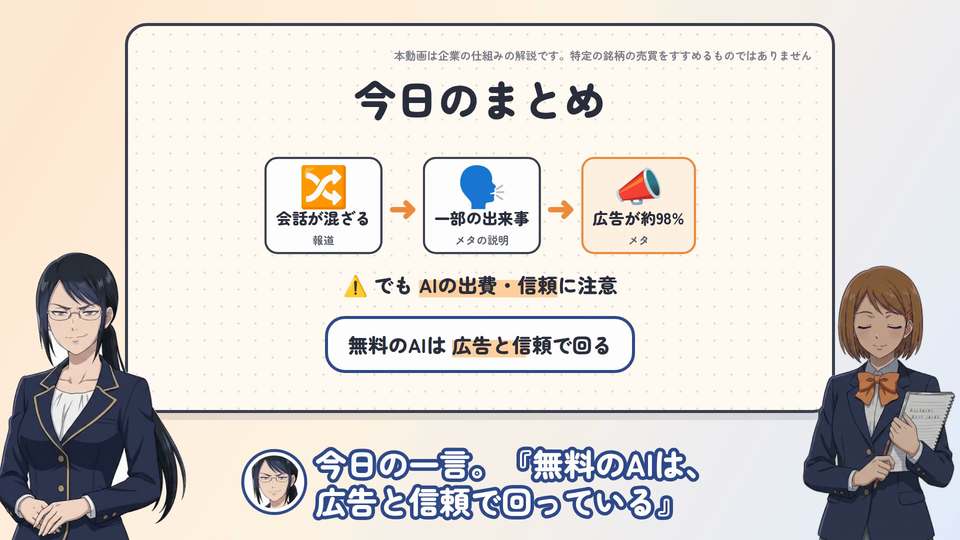 本動画は企業の仕組みの解説です。特定の銘柄の売買をすすめるものではありません
今日のまとめ
会話が混ざる
報道
一部の出来事
メタの説明
広告が約98%
メタ
でも AIの出費・信頼に注意
無料のAIは 広告と信頼で回る
今日の一言。『無料のAIは、
広告と信頼で回っている』